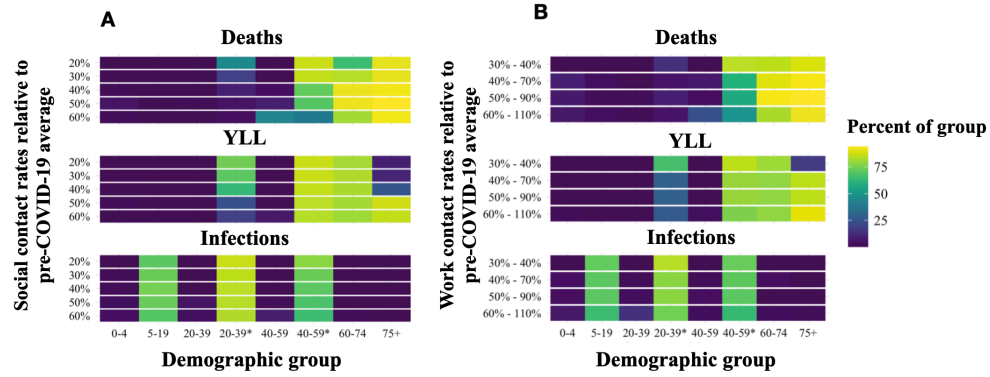 A
Deaths
20%
30%
40%
50%
60%
YLL
20%
30%
40%
50%
60%
Infections
20%
30%
40%
50%
60%
0-4 5-19 20-39 20-39* 40-59 40-59* 60-74 75+
Demographic group
Social contact rates relative to
pre-COVID-19 average
B
Deaths
30% - 40%
40% - 70%
50% - 90%
60% - 110%
YLL
30% - 40%
40% - 70%
50% - 90%
60% - 110%
Infections
30% - 40%
40% - 70%
50% - 90%
60% - 110%
0-4 5-19 20-39 20-39* 40-59 40-59* 60-74 75+
Demographic group
Work contact rates relative to
pre-COVID-19 average
Percent of group
75
50
25